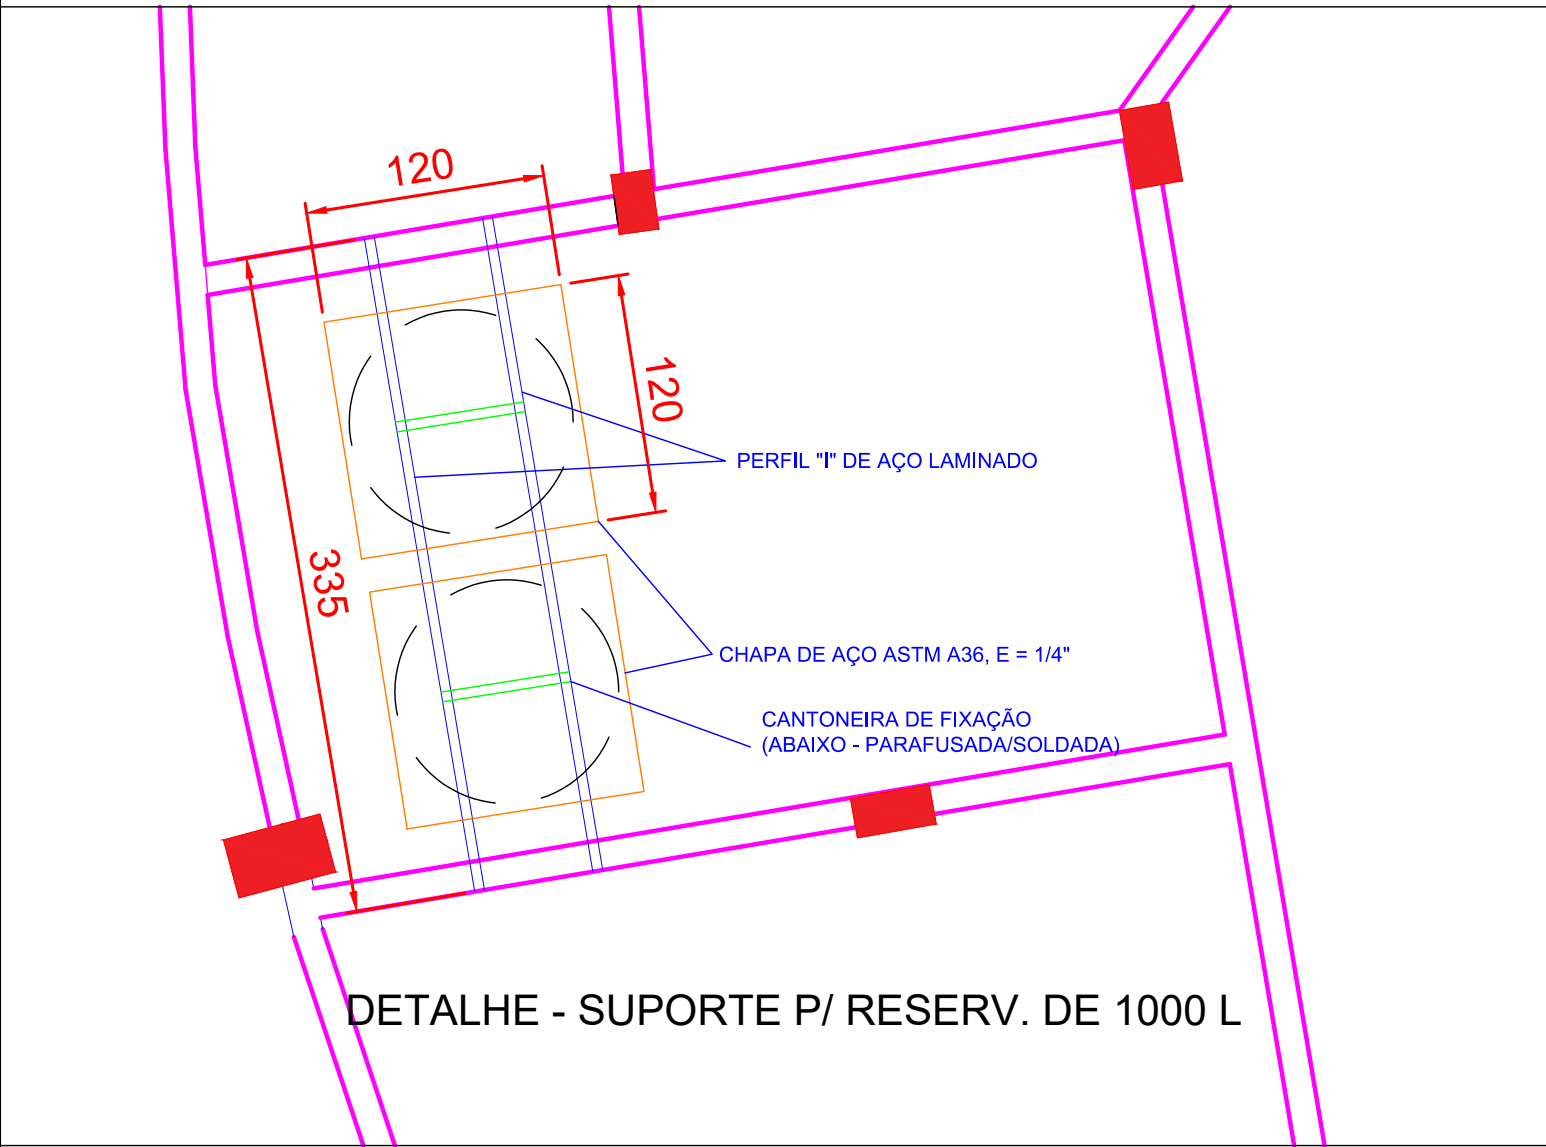 120
120
335
PERFIL "I" DE AÇO LAMINADO
CHAPA DE AÇO ASTM A36, E = 1/4"
CANTONEIRA DE FIXAÇÃO
(ABAIXO - PARAFUSADA/SOLDADA)
DETALHE - SUPORTE P/ RESERV. DE 1000 L